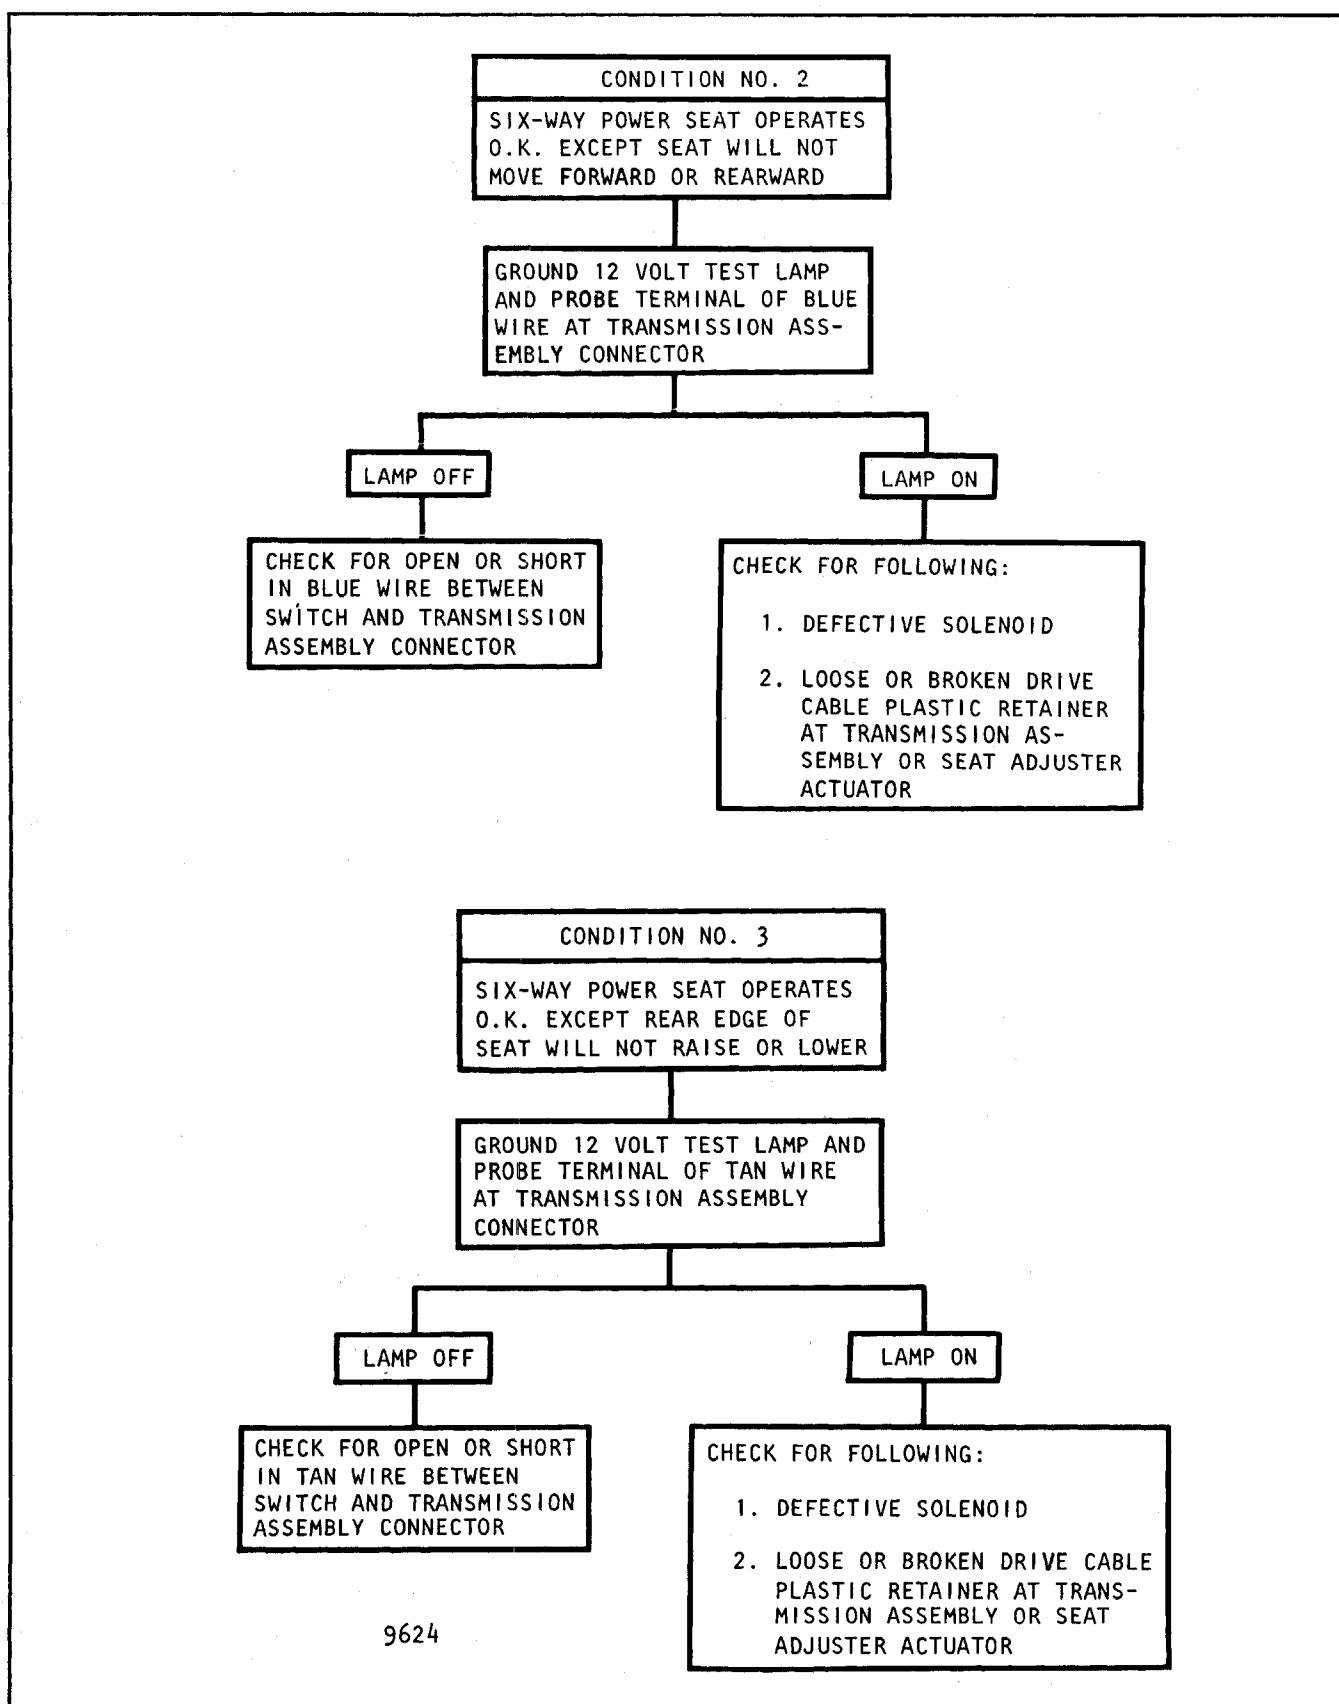 CONDITION NO. 2
SIX-WAY POWER SEAT OPERATES
O.K. EXCEPT SEAT WILL NOT
MOVE FORWARD OR REARWARD
GROUND 12 VOLT TEST LAMP
AND PROBE TERMINAL OF BLUE
WIRE AT TRANSMISSION ASS-
EMBLY CONNECTOR
LAMP OFF
LAMP ON
CHECK FOR OPEN OR SHORT
IN BLUE WIRE BETWEEN
SWITCH AND TRANSMISSION
ASSEMBLY CONNECTOR
CHECK FOR FOLLOWING:
1. DEFECTIVE SOLENOID
2. LOOSE OR BROKEN DRIVE
CABLE PLASTIC RETAINER
AT TRANSMISSION AS-
SEMBLY OR SEAT ADJUSTER
ACTUATOR
CONDITION NO. 3
SIX-WAY POWER SEAT OPERATES
O.K. EXCEPT REAR EDGE OF
SEAT WILL NOT RAISE OR LOWER
GROUND 12 VOLT TEST LAMP AND
PROBE TERMINAL OF TAN WIRE
AT TRANSMISSION ASSEMBLY
CONNECTOR
LAMP OFF
LAMP ON
CHECK FOR OPEN OR SHORT
IN TAN WIRE BETWEEN
SWITCH AND TRANSMISSION
ASSEMBLY CONNECTOR
CHECK FOR FOLLOWING:
1. DEFECTIVE SOLENOID
2. LOOSE OR BROKEN DRIVE CABLE
PLASTIC RETAINER AT TRANS-
MISSION ASSEMBLY OR SEAT
ADJUSTER ACTUATOR
9624